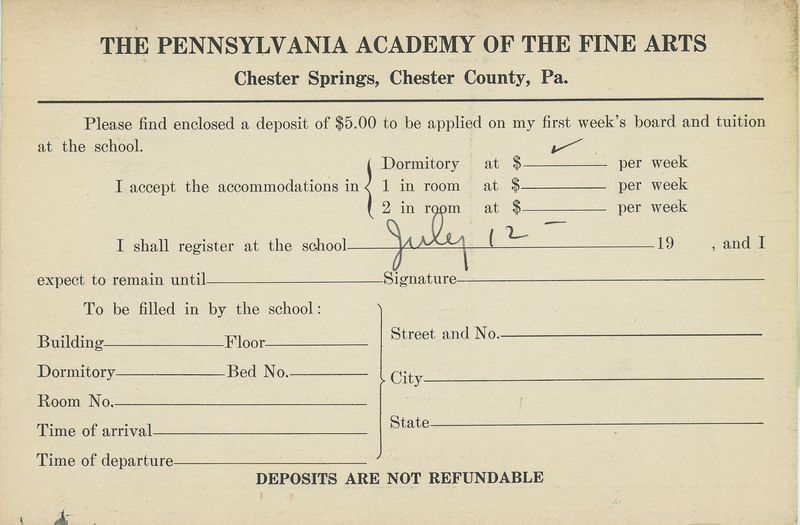 THE PENNSYLVANIA ACADEMY OF THE FINE ARTS
Chester Springs, Chester County, Pa.
Please find enclosed a deposit of $5.00 to be applied on my first week's board and tuition
at the school.
I accept the accommodations in
Dormitory at $ ✓ per week
1 in room at $ per week
2 in room at $ per week
I shall register at the school July 12 – 19 , and I
expect to remain until Signature
To be filled in by the school:
Building Floor
Dormitory Bed No.
Room No.
Time of arrival
Time of departure
Street and No.
City
State
DEPOSITS ARE NOT REFUNDABLE